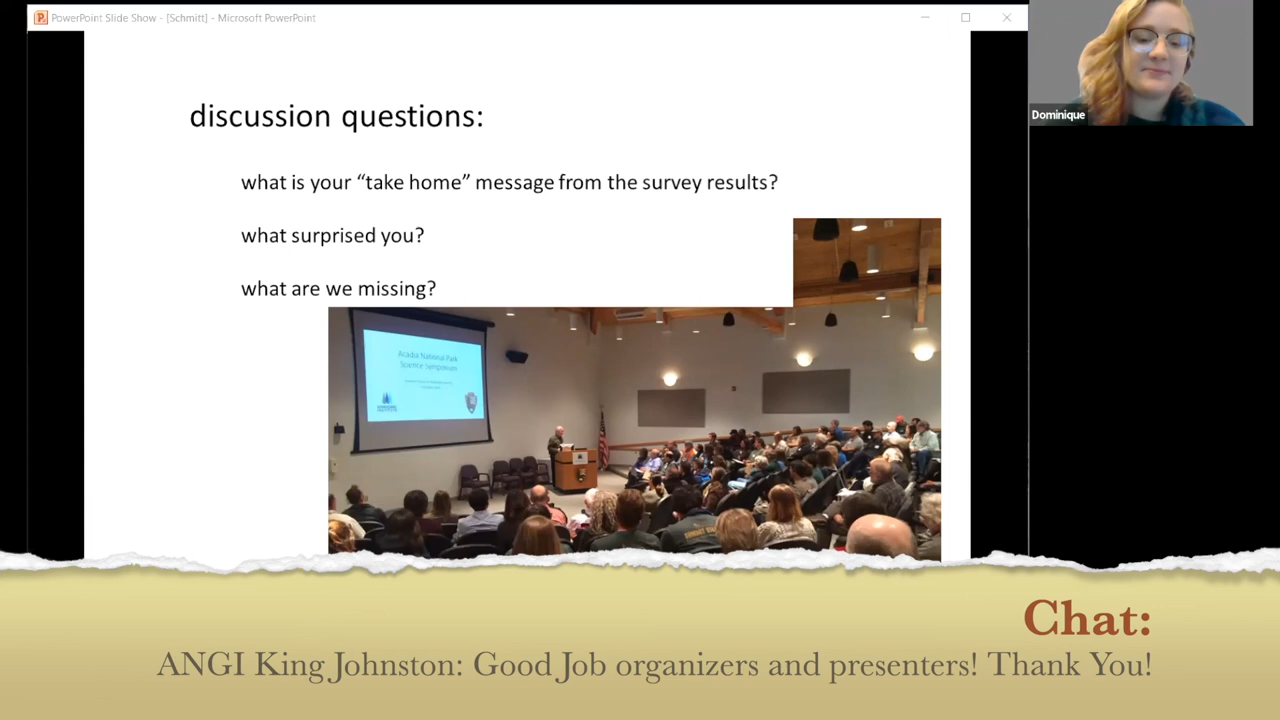 PowerPoint Slide Show - [Schmitt] - Microsoft PowerPoint
Dominique
discussion questions:
what is your “take home” message from the survey results?
what surprised you?
what are we missing?
Acadia National Park
Science Symposium
Chat:
ANGI King Johnston: Good Job organizers and presenters! Thank You!